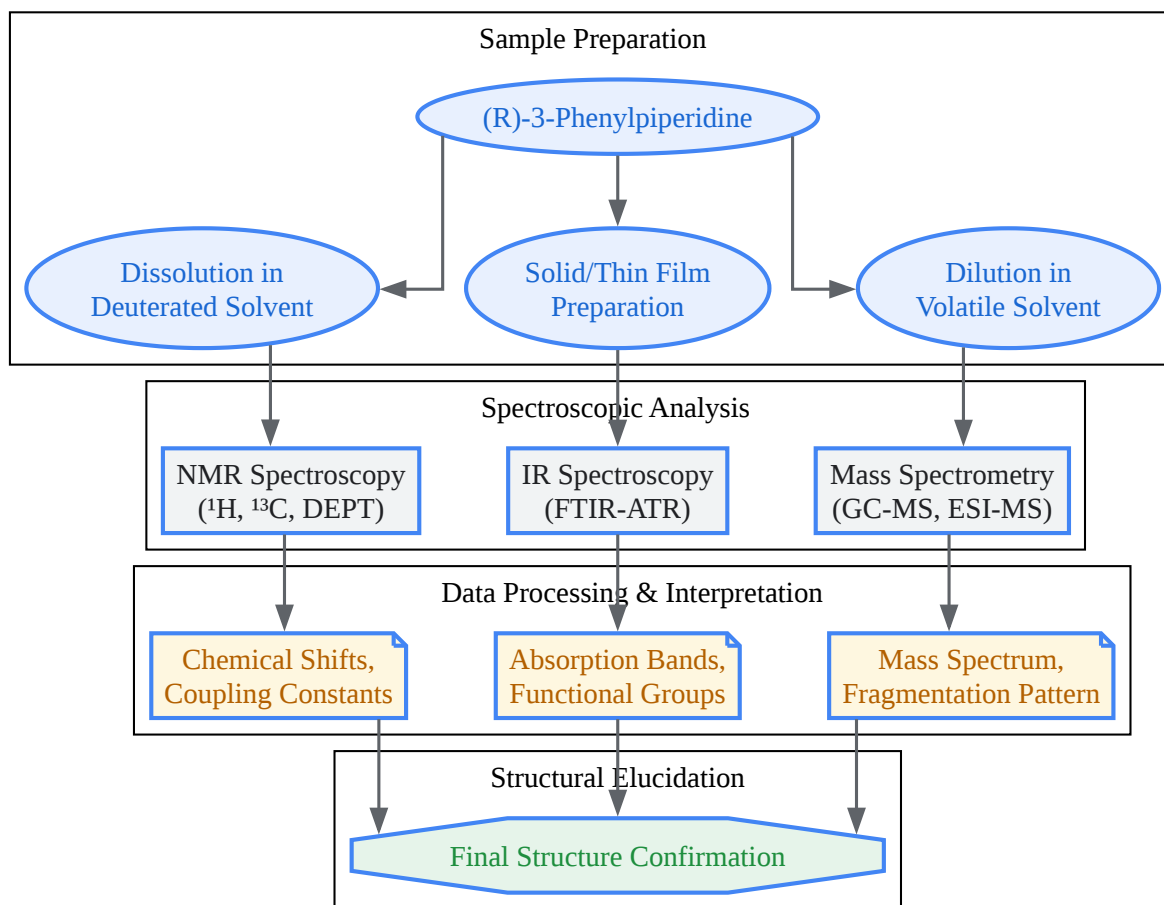 Sample Preparation
(R)-3-Phenylpiperidine
Dissolution in
Deuterated Solvent
Solid/Thin Film
Preparation
Dilution in
Volatile Solvent
Spectroscopic Analysis
NMR Spectroscopy
(¹H, ¹³C, DEPT)
IR Spectroscopy
(FTIR-ATR)
Mass Spectrometry
(GC-MS, ESI-MS)
Data Processing & Interpretation
Chemical Shifts,
Coupling Constants
Absorption Bands,
Functional Groups
Mass Spectrum,
Fragmentation Pattern
Structural Elucidation
Final Structure Confirmation